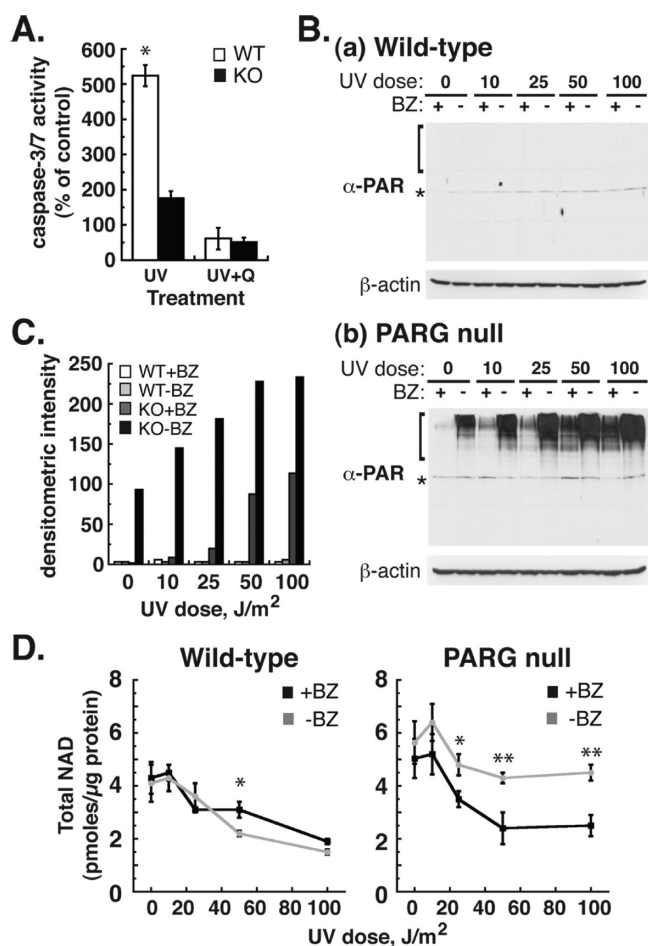 A.
caspase-3/7 activity
(% of control)
600
500
400
300
200
100
0
*
WT
KO
UV
UV+Q
Treatment
B.
(a) Wild-type
UV dose: 0 10 25 50 100
BZ: + - + - + - + - + -
α-PAR
*
β-actin
(b) PARG null
UV dose: 0 10 25 50 100
BZ: + - + - + - + - + -
α-PAR
*
β-actin
C.
densitometric intensity
250
200
150
100
50
0
WT+BZ
WT-BZ
KO+BZ
KO-BZ
0 10 25 50 100
UV dose, J/m²
D.
Wild-type
Total NAD
(pmoles/µg protein)
8
6
4
2
0
+BZ
-BZ
*
0 20 40 60 80 100
PARG null
8
6
4
2
0
+BZ
-BZ
* ** **
0 20 40 60 80 100
UV dose, J/m²